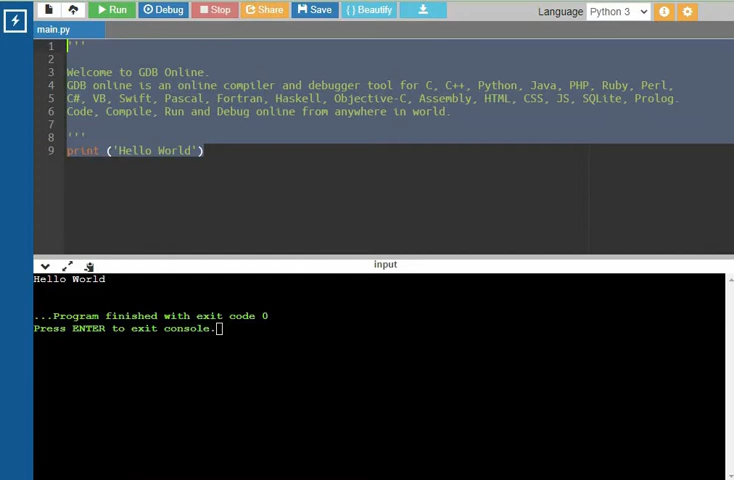 Run Debug Stop Share Save { } Beautify Language Python 3
main.py
1 '''
2
3 Welcome to GDB Online.
4 GDB online is an online compiler and debugger tool for C, C++, Python, Java, PHP, Ruby, Perl,
5 C#, VB, Swift, Pascal, Fortran, Haskell, Objective-C, Assembly, HTML, CSS, JS, SQLite, Prolog.
6 Code, Compile, Run and Debug online from anywhere in world.
7
8 '''
9 print ('Hello World')
input
Hello World
...Program finished with exit code 0
Press ENTER to exit console.